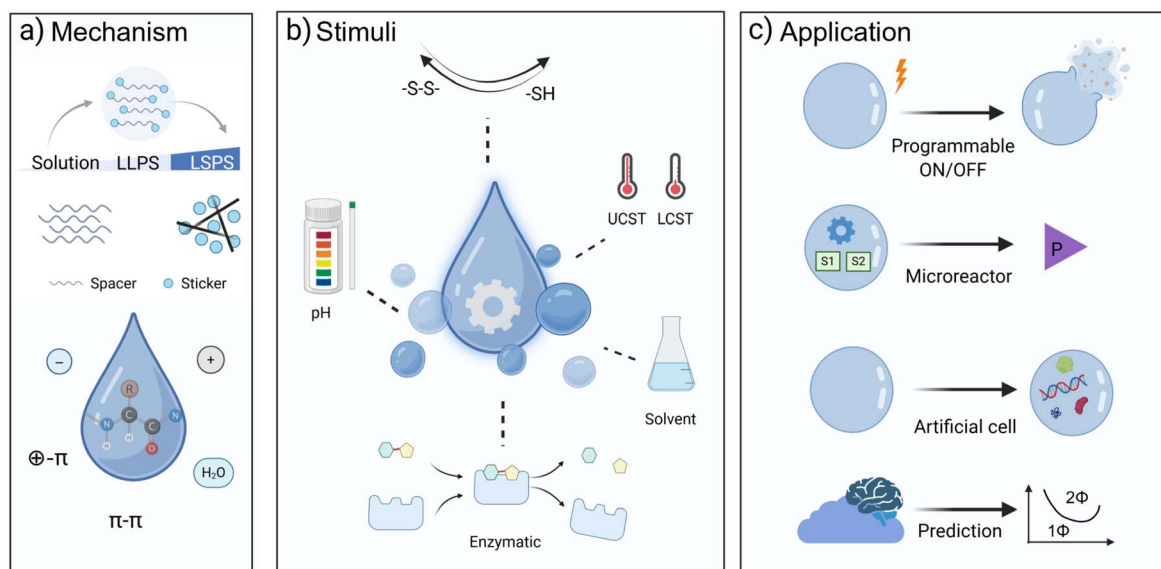 a) Mechanism
Solution LLPS LSPS
Spacer Sticker
− +
R
N C C N
H H O
⊕-π
H₂O
π-π
b) Stimuli
-S-S- -SH
UCST LCST
pH
Solvent
Enzymatic
c) Application
Programmable
ON/OFF
S1 S2 P
Microreactor
Artificial cell
Prediction
2Φ
1Φ